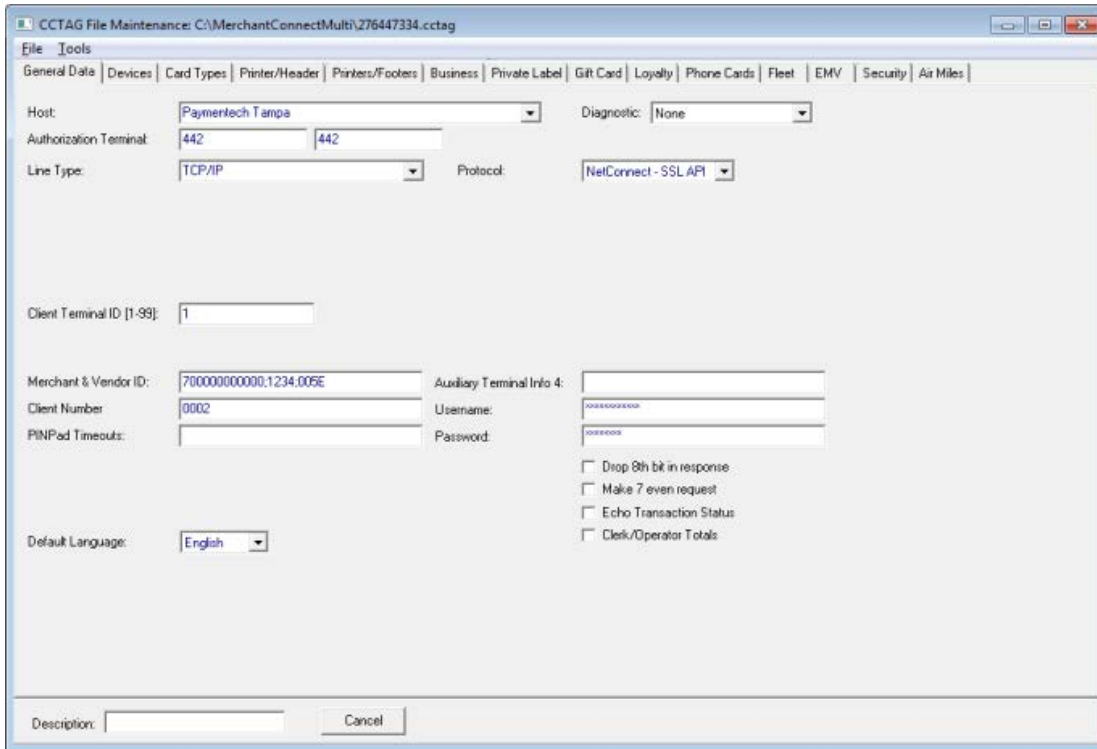 CCTAG File Maintenance: C:\MerchantConnectMulti\276447334.cctag
File Tools
General Data Devices Card Types Printer/Header Printers/Footers Business Private Label Gift Card Loyalty Phone Cards Fleet EMV Security Air Miles
Host: Paymentech Tampa Diagnostic: None
Authorization Terminal: 442 442
Line Type: TCP/IP Protocol: NetConnect - SSL API
Client Terminal ID [1-99]: 1
Merchant & Vendor ID: 700000000000;1234;005E Auxiliary Terminal Info 4:
Client Number 0002 Username: ***********
PINPad Timeouts: Password: *******
Drop 8th bit in response
Make 7 even request
Echo Transaction Status
Clerk/Operator Totals
Default Language: English
Description: Cancel